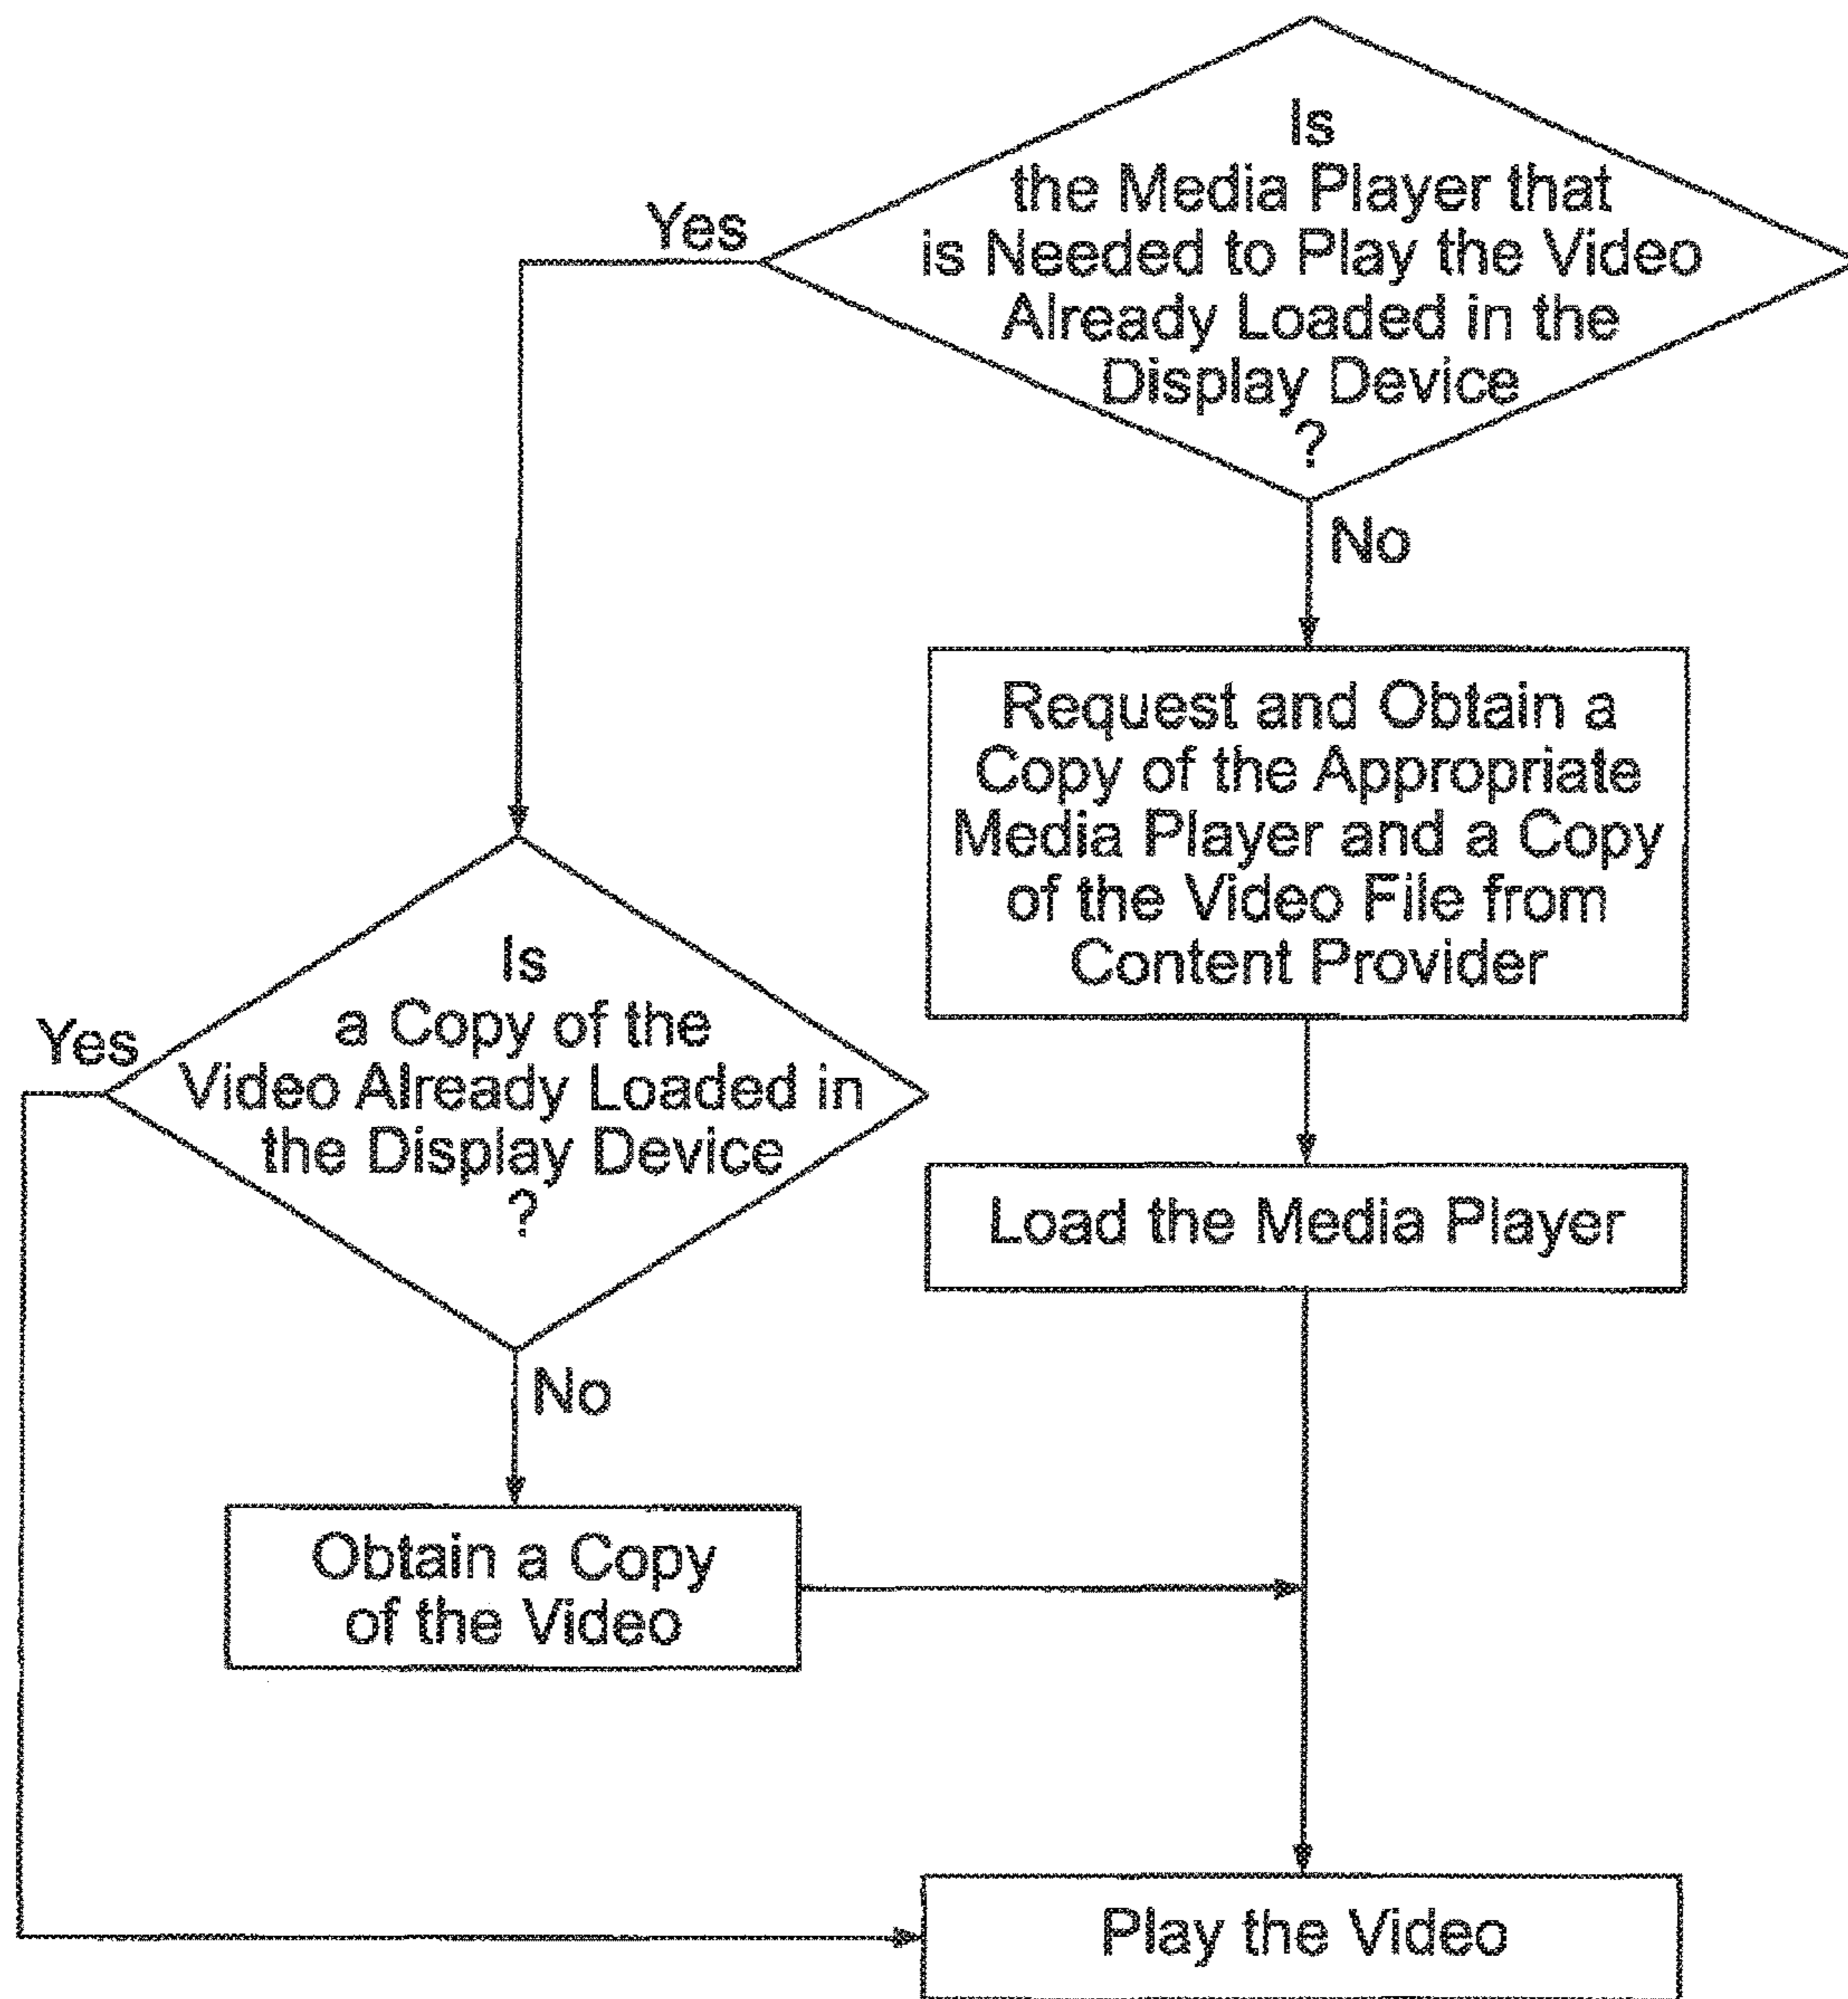 Is
the Media Player that
is Needed to Play the Video
Already Loaded in the
Display Device
?
Yes
No
Request and Obtain a
Copy of the Appropriate
Media Player and a Copy
of the Video File from
Content Provider
Is
a Copy of the
Video Already Loaded in
the Display Device
?
Yes
No
Load the Media Player
Obtain a Copy
of the Video
Play the Video